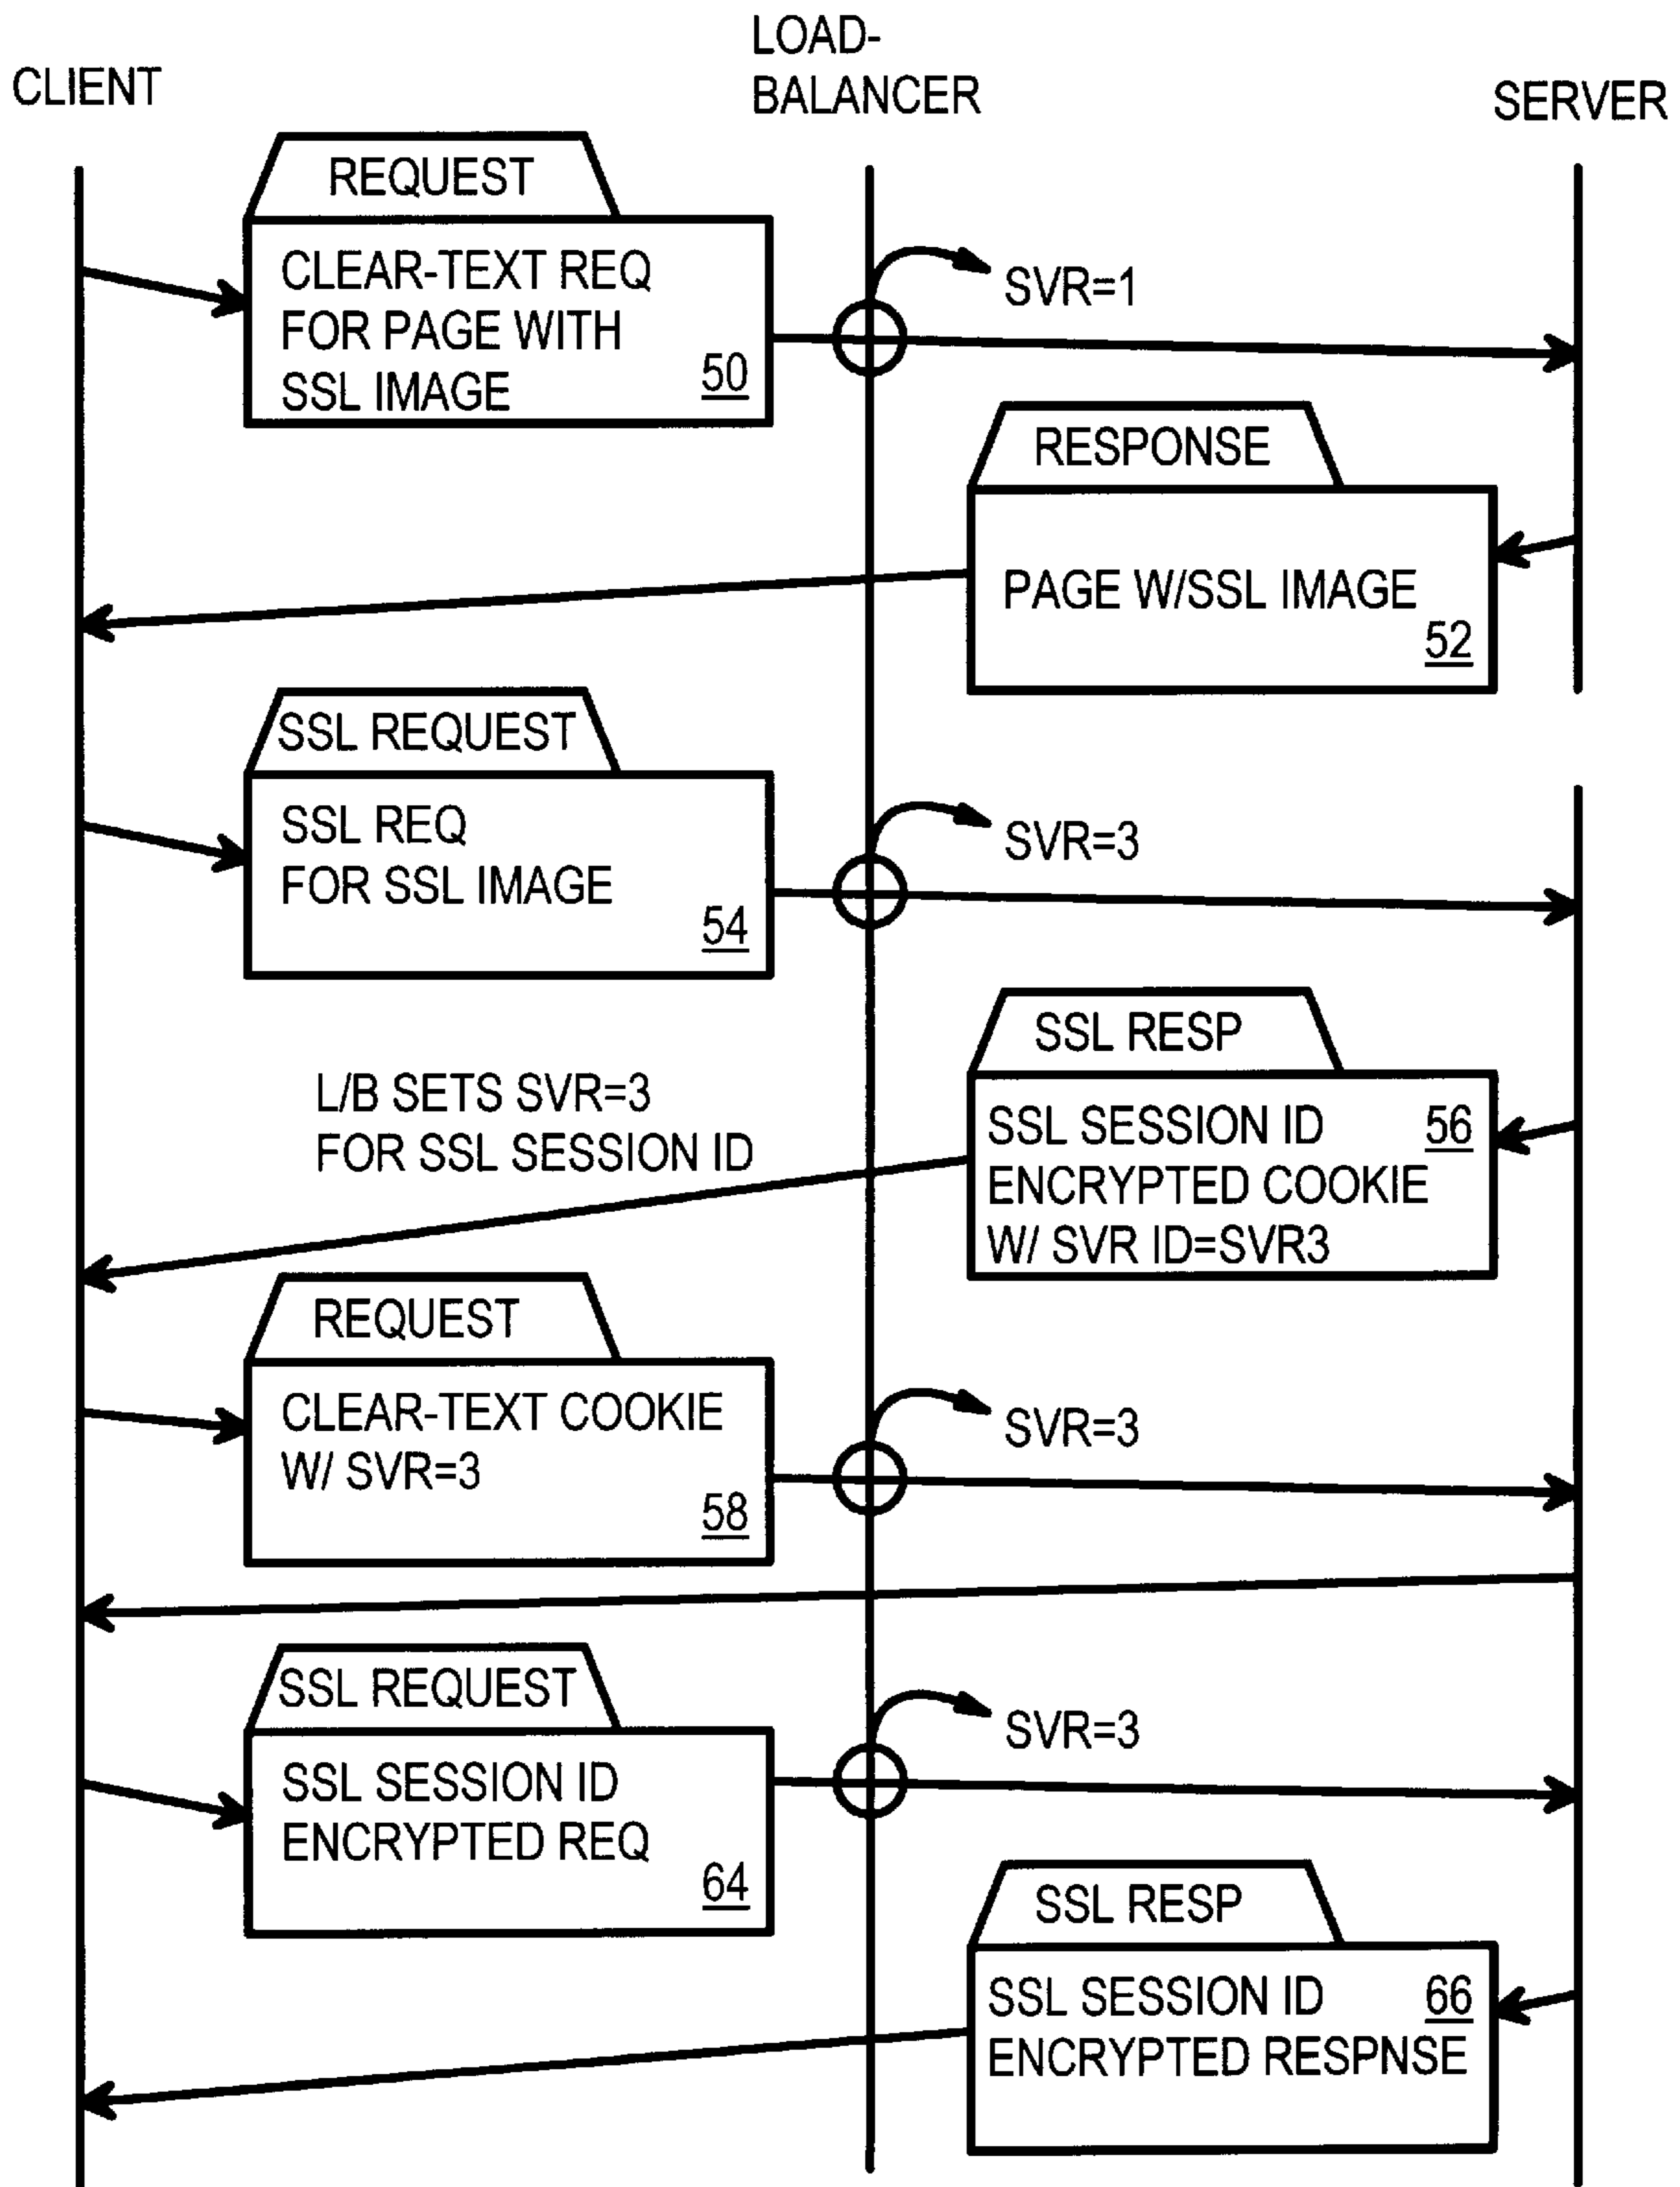 CLIENT
LOAD-
BALANCER
SERVER
REQUEST
CLEAR-TEXT REQ
FOR PAGE WITH
SSL IMAGE
50
SVR=1
RESPONSE
PAGE W/SSL IMAGE
52
SSL REQUEST
SSL REQ
FOR SSL IMAGE
54
SVR=3
SSL RESP
SSL SESSION ID
56
ENCRYPTED COOKIE
W/ SVR ID=SVR3
L/B SETS SVR=3
FOR SSL SESSION ID
REQUEST
CLEAR-TEXT COOKIE
W/ SVR=3
58
SVR=3
SSL REQUEST
SSL SESSION ID
ENCRYPTED REQ
64
SVR=3
SSL RESP
SSL SESSION ID
66
ENCRYPTED RESPNSE